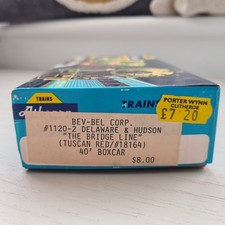 TRAINS
TRAIN
Athearn
PORTER WYNN
CLITHEROE
£7 20
BEV-BEL CORP.
#1120-2 DELAWARE & HUDSON
"THE BRIDGE LINE"
(TUSCAN RED/#18164)
40' BOXCAR
$8.00